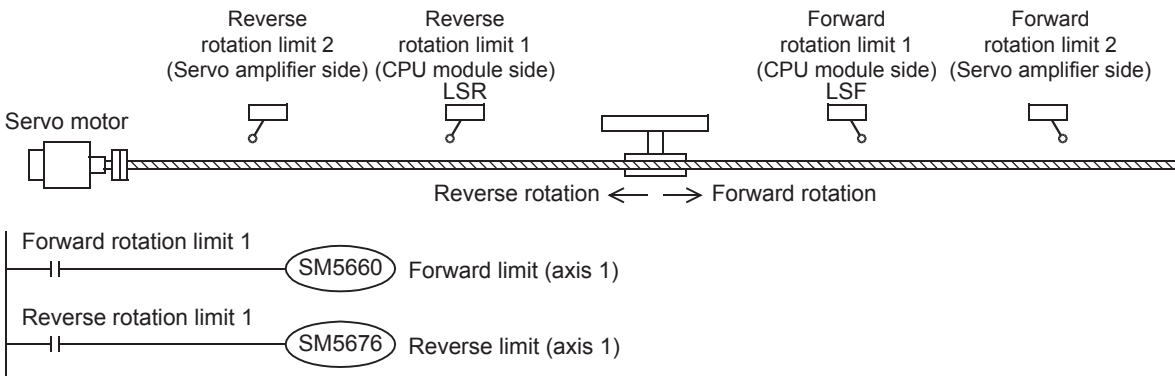 Reverse
rotation limit 2
(Servo amplifier side)
Reverse
rotation limit 1
(CPU module side)
LSR
Forward
rotation limit 1
(CPU module side)
LSF
Forward
rotation limit 2
(Servo amplifier side)
Servo motor
Reverse rotation
Forward rotation
Forward rotation limit 1
SM5660
Forward limit (axis 1)
Reverse rotation limit 1
SM5676
Reverse limit (axis 1)